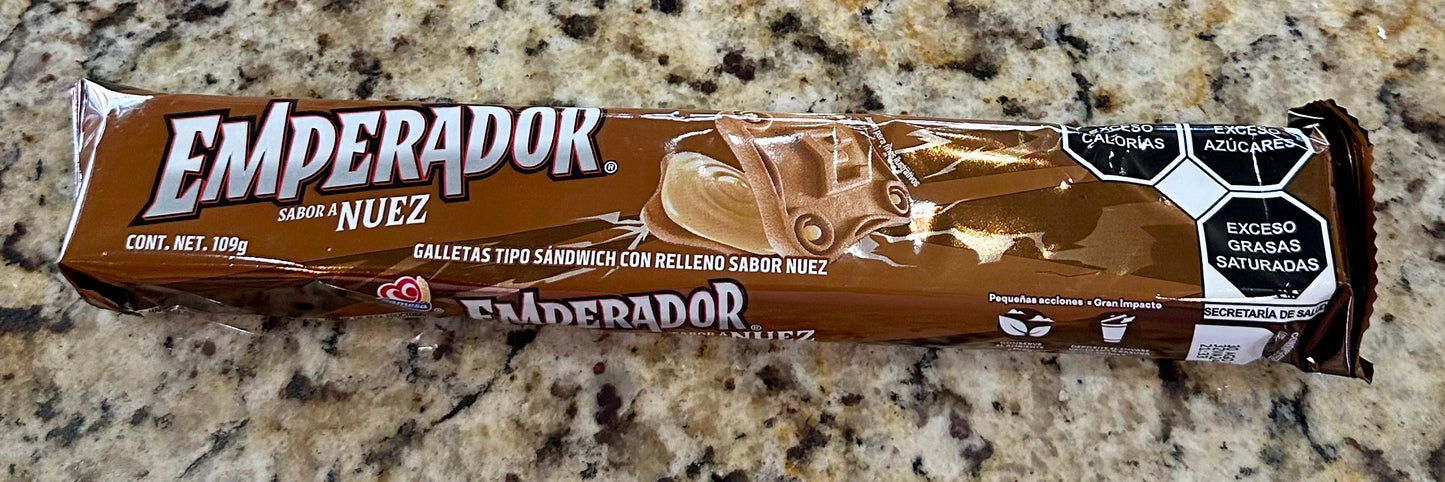 EMPERADOR®
SABOR A NUEZ
CONT. NET. 109g
GALLETAS TIPO SÁNDWICH CON RELLENO SABOR NUEZ
EXCESO
CALORÍAS
EXCESO
AZÚCARES
EXCESO
GRASAS
SATURADAS
SECRETARÍA DE SALUD
EMPERADOR®
SABOR A NUEZ
Pequeñas acciones • Gran Impacto